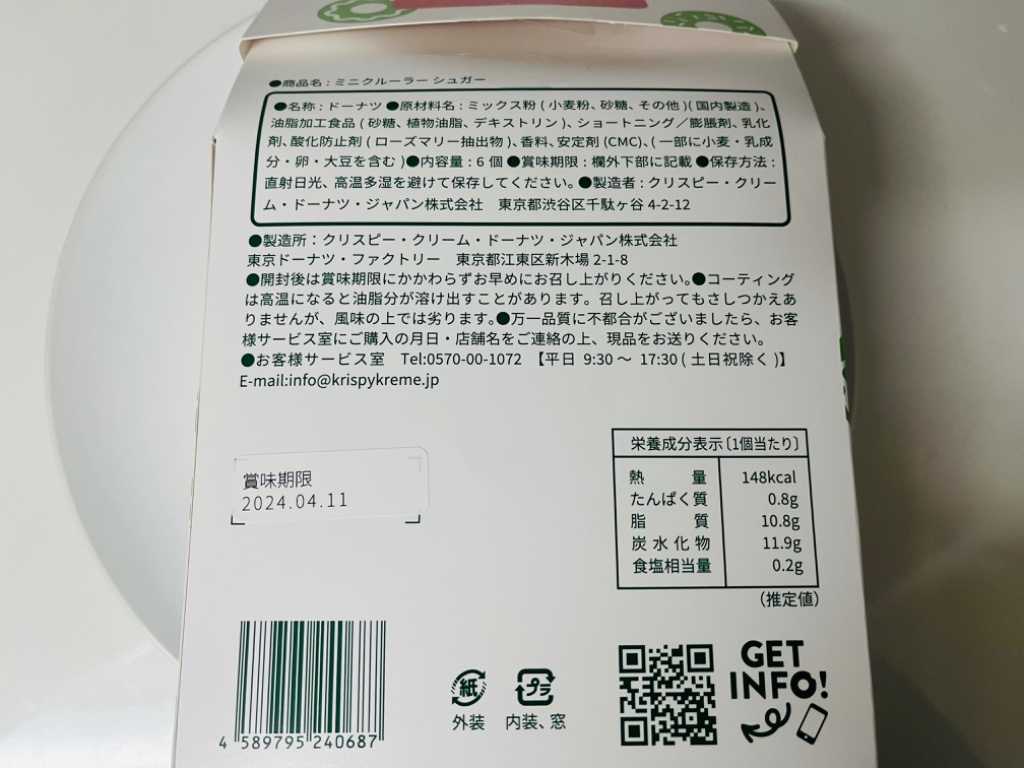 ●商品名：ミニクルーラー シュガー
●名称：ドーナツ ●原材料名：ミックス粉 ( 小麦粉、砂糖、その他 )( 国内製造 )、
油脂加工食品 ( 砂糖、植物油脂、デキストリン )、ショートニング／膨脹剤、乳化
剤、酸化防止剤 ( ローズマリー抽出物 )、香料、安定剤 (CMC)、( 一部に小麦・乳成
分・卵・大豆を含む )●内容量：6 個 ●賞味期限：欄外下部に記載 ●保存方法：
直射日光、高温多湿を避けて保存してください。●製造者：クリスピー・クリー
ム・ドーナツ・ジャパン株式会社　東京都渋谷区千駄ヶ谷 4-2-12
●製造所：クリスピー・クリーム・ドーナツ・ジャパン株式会社
東京ドーナツ・ファクトリー　東京都江東区新木場 2-1-8
●開封後は賞味期限にかかわらずお早めにお召し上がりください。●コーティング
は高温になると油脂分が溶け出すことがあります。召し上がってもさしつかえあ
りませんが、風味の上では劣ります。●万一品質に不都合がございましたら、お客
様サービス室にご購入の月日・店舗名をご連絡の上、現品をお送りください。
●お客様サービス室　Tel:0570-00-1072 【平日 9:30 ～ 17:30 ( 土日祝除く )】
E-mail:info@krispykreme.jp
賞味期限
2024.04.11
栄養成分表示〔1個当たり〕
熱量 148kcal
たんぱく質 0.8g
脂質 10.8g
炭水化物 11.9g
食塩相当量 0.2g
（推定値）
4 589795 240687
紙
外装
プラ
内装、窓
GET
INFO!